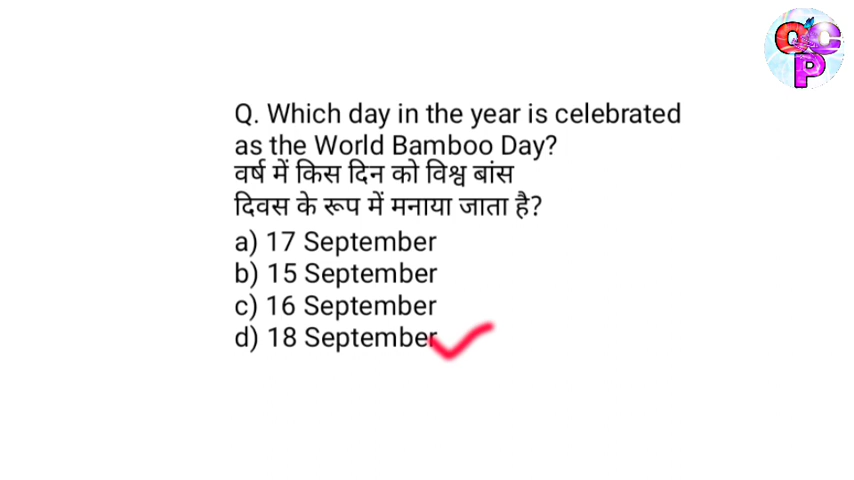 QCP
Q. Which day in the year is celebrated
as the World Bamboo Day?
वर्ष में किस दिन को विश्व बांस
दिवस के रूप में मनाया जाता है?
a) 17 September
b) 15 September
c) 16 September
d) 18 September